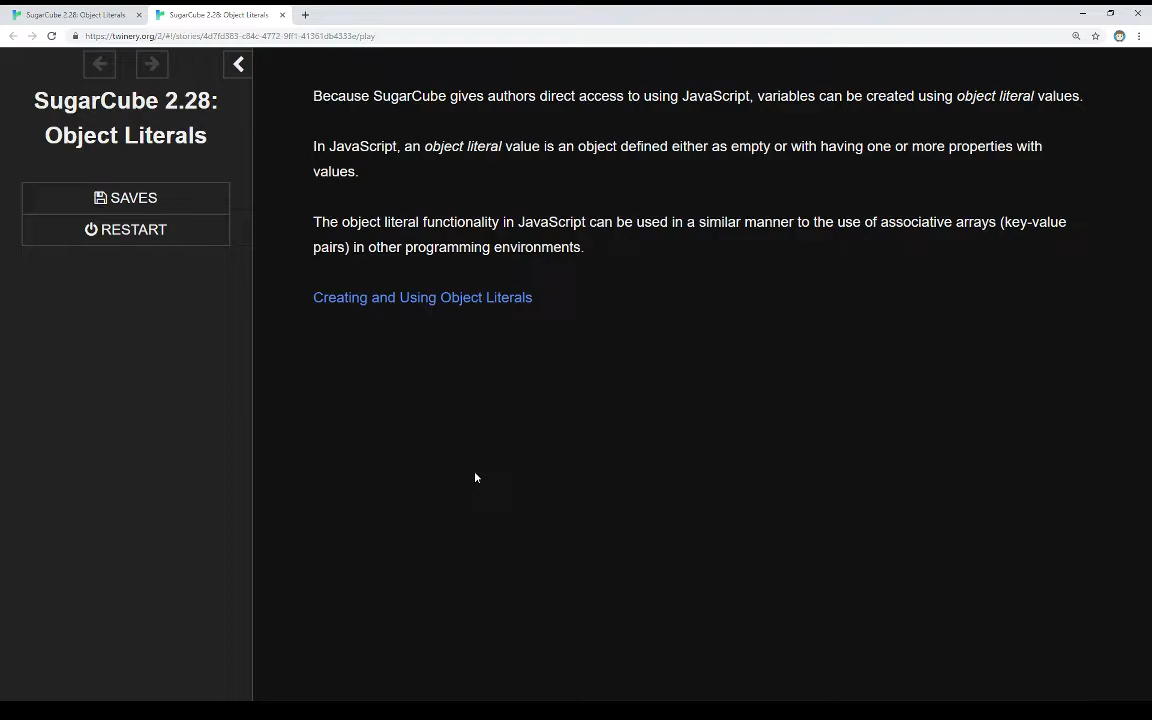 SugarCube 2.28: Object Literals
SugarCube 2.28: Object Literals
https://twinery.org/2/#!/stories/4d7fd383-c84c-4772-9ff1-41361db4333e/play
SugarCube 2.28:
Object Literals
SAVES
RESTART
Because SugarCube gives authors direct access to using JavaScript, variables can be created using object literal values.
In JavaScript, an object literal value is an object defined either as empty or with having one or more properties with
values.
The object literal functionality in JavaScript can be used in a similar manner to the use of associative arrays (key-value
pairs) in other programming environments.
Creating and Using Object Literals